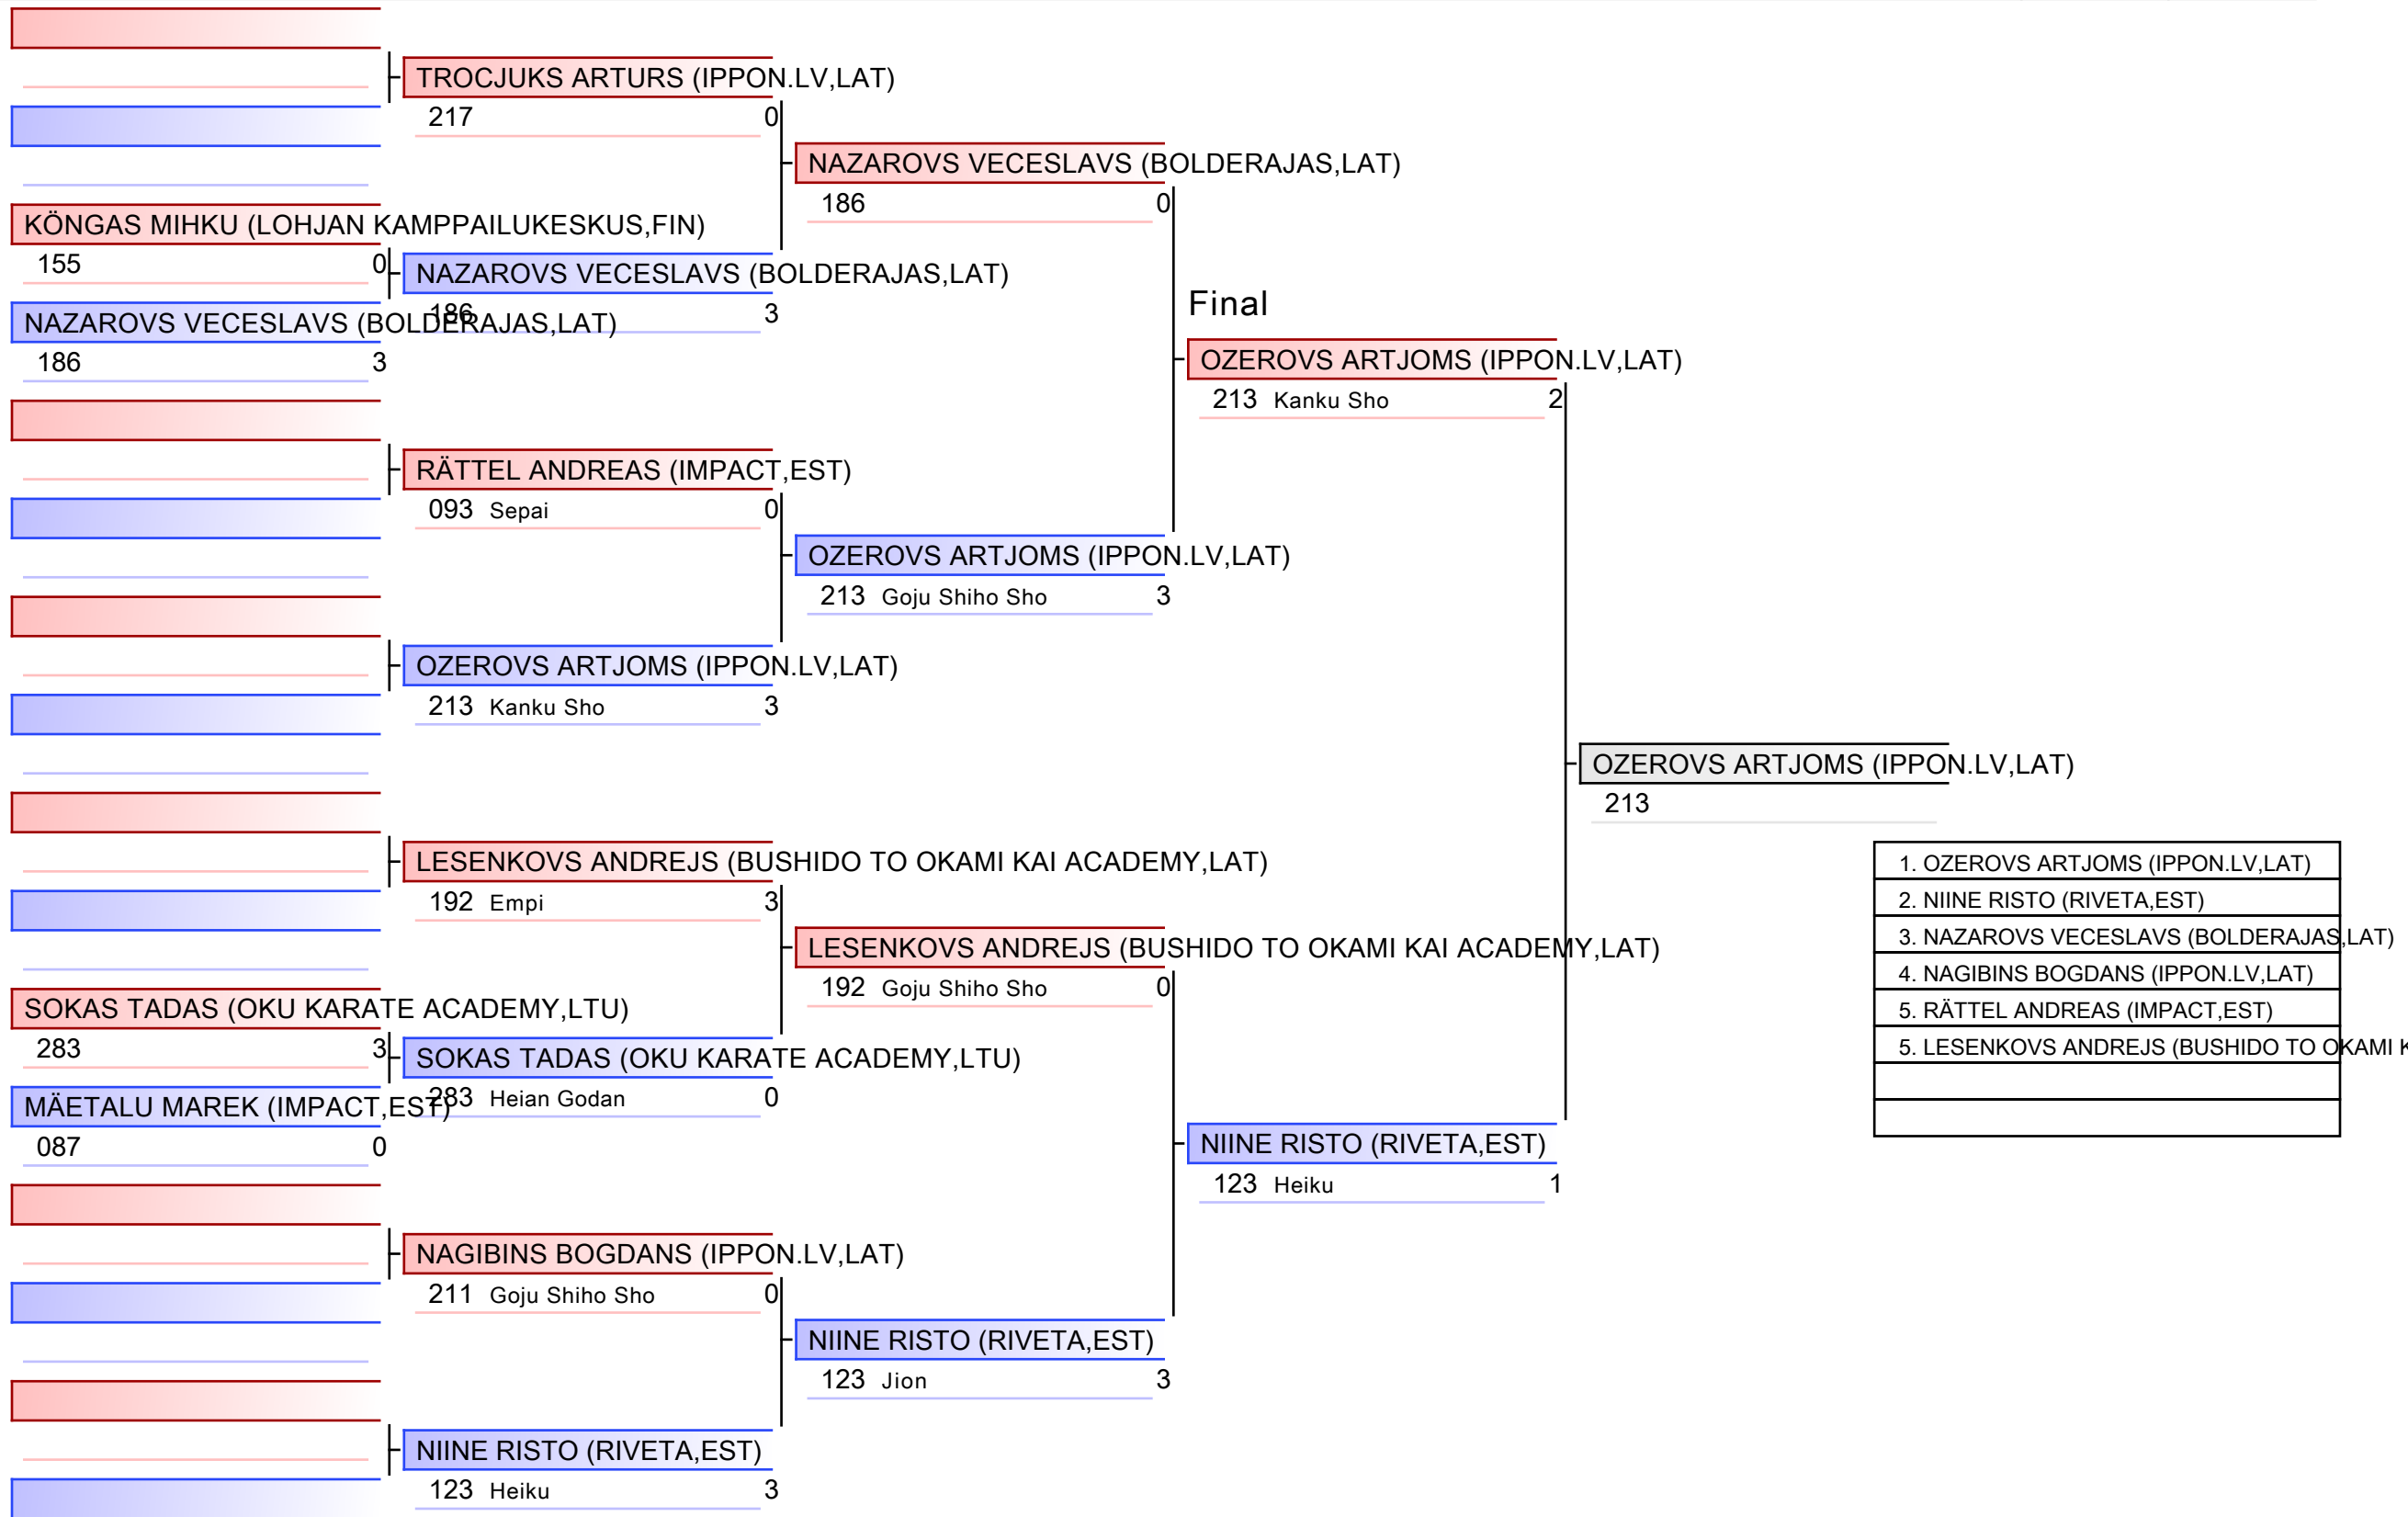 TROCJUKS ARTURS (IPPON.LV,LAT)
217 0
NAZAROVS VECESLAVS (BOLDERAJAS,LAT)
186 0
KÖNGAS MIHKU (LOHJAN KAMPPAILUKESKUS,FIN)
155 0
NAZAROVS VECESLAVS (BOLDERAJAS,LAT)
186 3
NAZAROVS VECESLAVS (BOLDERAJAS,LAT)
186 3
Final
OZEROVS ARTJOMS (IPPON.LV,LAT)
213 Kanku Sho 2
RÄTTEL ANDREAS (IMPACT,EST)
093 Sepai 0
OZEROVS ARTJOMS (IPPON.LV,LAT)
213 Goju Shiho Sho 3
OZEROVS ARTJOMS (IPPON.LV,LAT)
213 Kanku Sho 3
OZEROVS ARTJOMS (IPPON.LV,LAT)
213
LESENKOVS ANDREJS (BUSHIDO TO OKAMI KAI ACADEMY,LAT)
192 Empi 3
LESENKOVS ANDREJS (BUSHIDO TO OKAMI KAI ACADEMY,LAT)
192 Goju Shiho Sho 0
SOKAS TADAS (OKU KARATE ACADEMY,LTU)
283 3
SOKAS TADAS (OKU KARATE ACADEMY,LTU)
283 Heian Godan 0
MÄETALU MAREK (IMPACT,EST)
087 0
NIINE RISTO (RIVETA,EST)
123 Heiku 1
NAGIBINS BOGDANS (IPPON.LV,LAT)
211 Goju Shiho Sho 0
NIINE RISTO (RIVETA,EST)
123 Jion 3
NIINE RISTO (RIVETA,EST)
123 Heiku 3
1. OZEROVS ARTJOMS (IPPON.LV,LAT)
2. NIINE RISTO (RIVETA,EST)
3. NAZAROVS VECESLAVS (BOLDERAJAS,LAT)
4. NAGIBINS BOGDANS (IPPON.LV,LAT)
5. RÄTTEL ANDREAS (IMPACT,EST)
5. LESENKOVS ANDREJS (BUSHIDO TO OKAMI